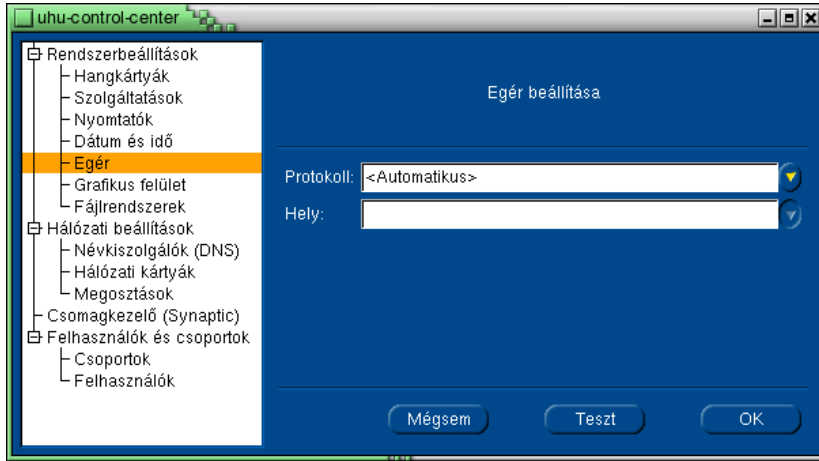 uhu-control-center
Rendszerbeállítások
Hangkártyák
Szolgáltatások
Nyomtatók
Dátum és idő
Egér
Grafikus felület
Fájlrendszerek
Hálózati beállítások
Névkiszolgálók (DNS)
Hálózati kártyák
Megosztások
Csomagkezelő (Synaptic)
Felhasználók és csoportok
Csoportok
Felhasználók
Egér beállítása
Protokoll: <Automatikus>
Hely:
Mégsem Teszt OK